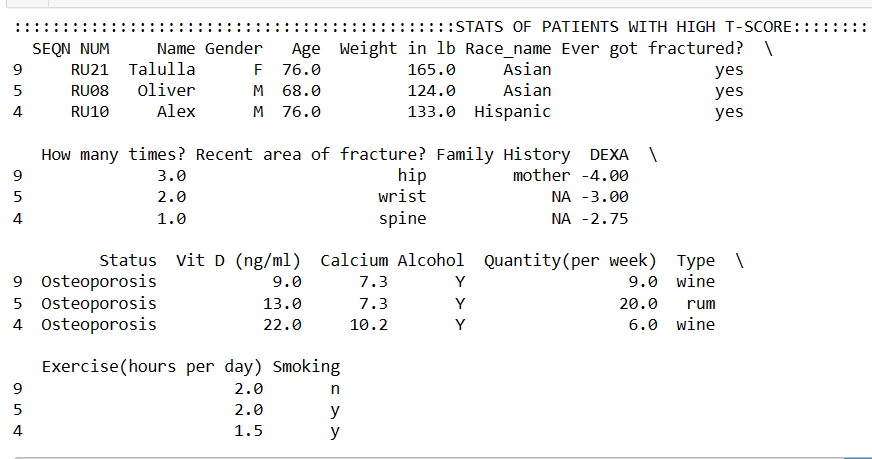 ::::::::::::::::::::::::::::::::::::::::::::::STATS OF PATIENTS WITH HIGH T-SCORE::::::::
SEQN NUM Name Gender Age Weight in lb Race_name Ever got fractured? \
9 RU21 Talulla F 76.0 165.0 Asian yes
5 RU08 Oliver M 68.0 124.0 Asian yes
4 RU10 Alex M 76.0 133.0 Hispanic yes
How many times? Recent area of fracture? Family History DEXA \
9 3.0 hip mother -4.00
5 2.0 wrist NA -3.00
4 1.0 spine NA -2.75
Status Vit D (ng/ml) Calcium Alcohol Quantity(per week) Type \
9 Osteoporosis 9.0 7.3 Y 9.0 wine
5 Osteoporosis 13.0 7.3 Y 20.0 rum
4 Osteoporosis 22.0 10.2 Y 6.0 wine
Exercise(hours per day) Smoking
9 2.0 n
5 2.0 y
4 1.5 y